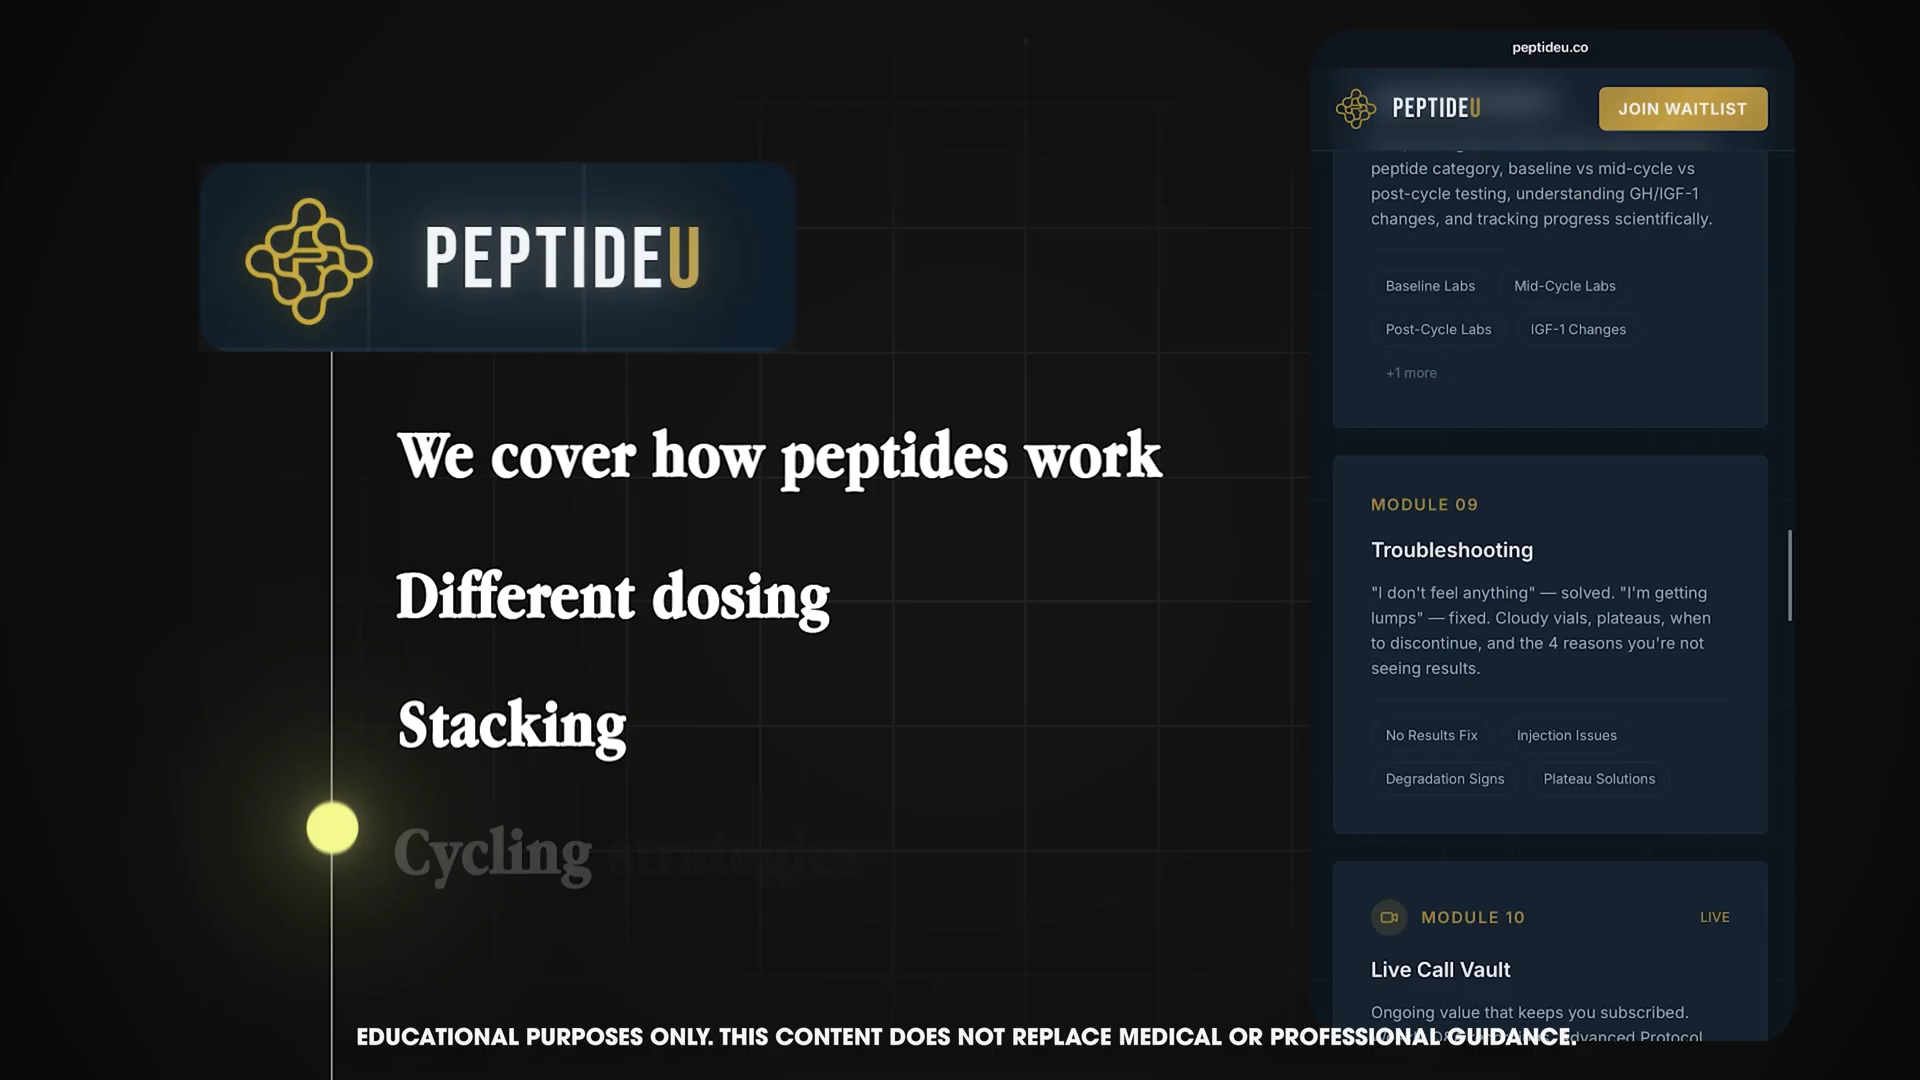 PEPTIDEU
We cover how peptides work
Different dosing
Stacking
Cycling strategies
peptideu.co
PEPTIDEU
JOIN WAITLIST
peptide category, baseline vs mid-cycle vs
post-cycle testing, understanding GH/IGF-1
changes, and tracking progress scientifically.
Baseline Labs
Mid-Cycle Labs
Post-Cycle Labs
IGF-1 Changes
+1 more
MODULE 09
Troubleshooting
"I don't feel anything" — solved. "I'm getting
lumps" — fixed. Cloudy vials, plateaus, when
to discontinue, and the 4 reasons you're not
seeing results.
No Results Fix
Injection Issues
Degradation Signs
Plateau Solutions
MODULE 10
LIVE
Live Call Vault
Ongoing value that keeps you subscribed.
Advanced Protocol
EDUCATIONAL PURPOSES ONLY. THIS CONTENT DOES NOT REPLACE MEDICAL OR PROFESSIONAL GUIDANCE.